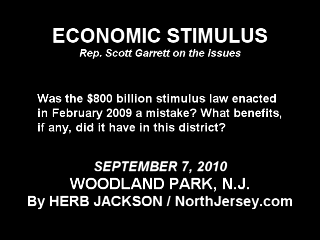 ECONOMIC STIMULUS
Rep. Scott Garrett on the issues
Was the $800 billion stimulus law enacted
in February 2009 a mistake? What benefits,
if any, did it have in this district?
SEPTEMBER 7, 2010
WOODLAND PARK, N.J.
By HERB JACKSON / NorthJersey.com